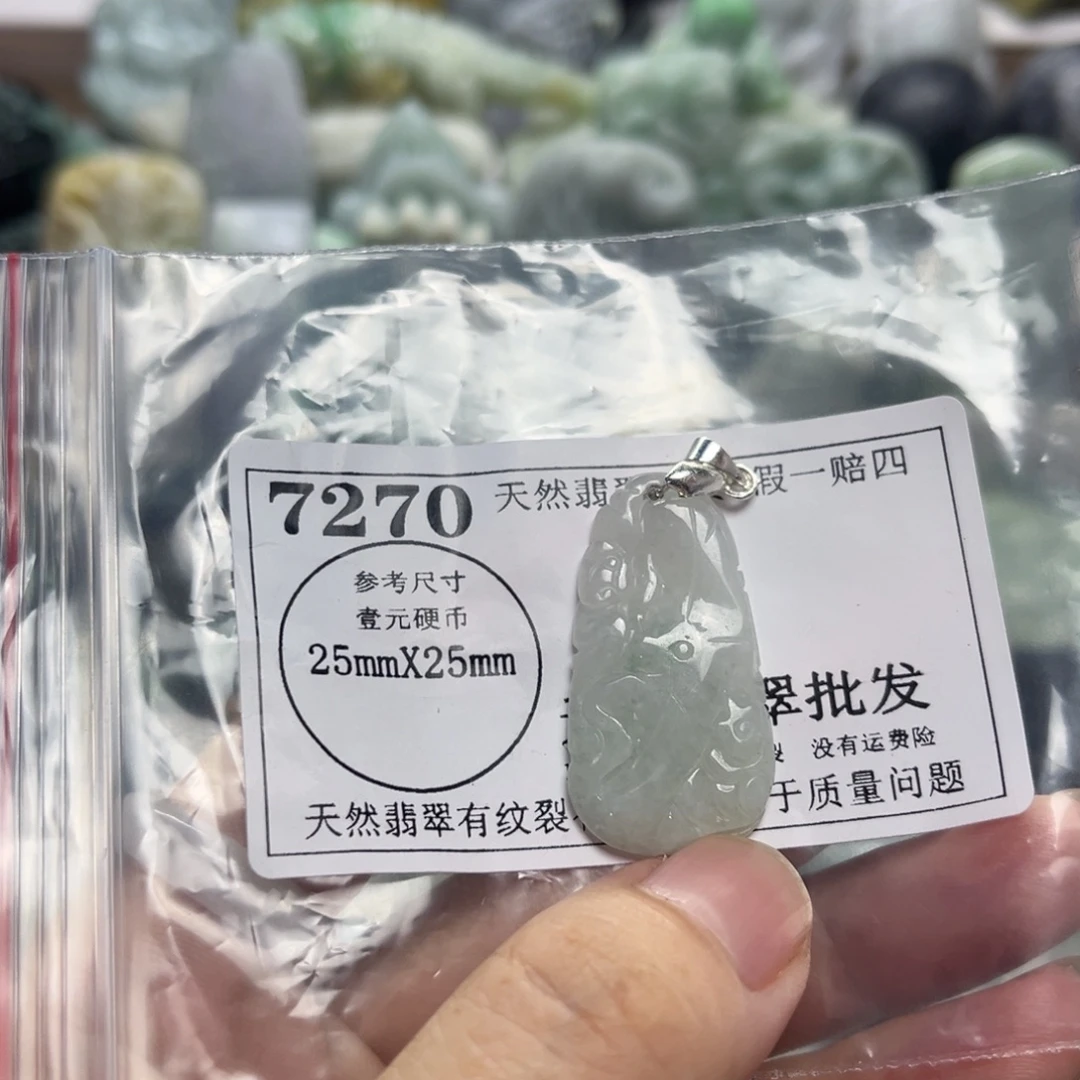 7270 天然翡 假一赔四
参考尺寸
壹元硬币
25mmX25mm
翠批发
裂 没有运费险
天然翡翠有纹裂 于质量问题